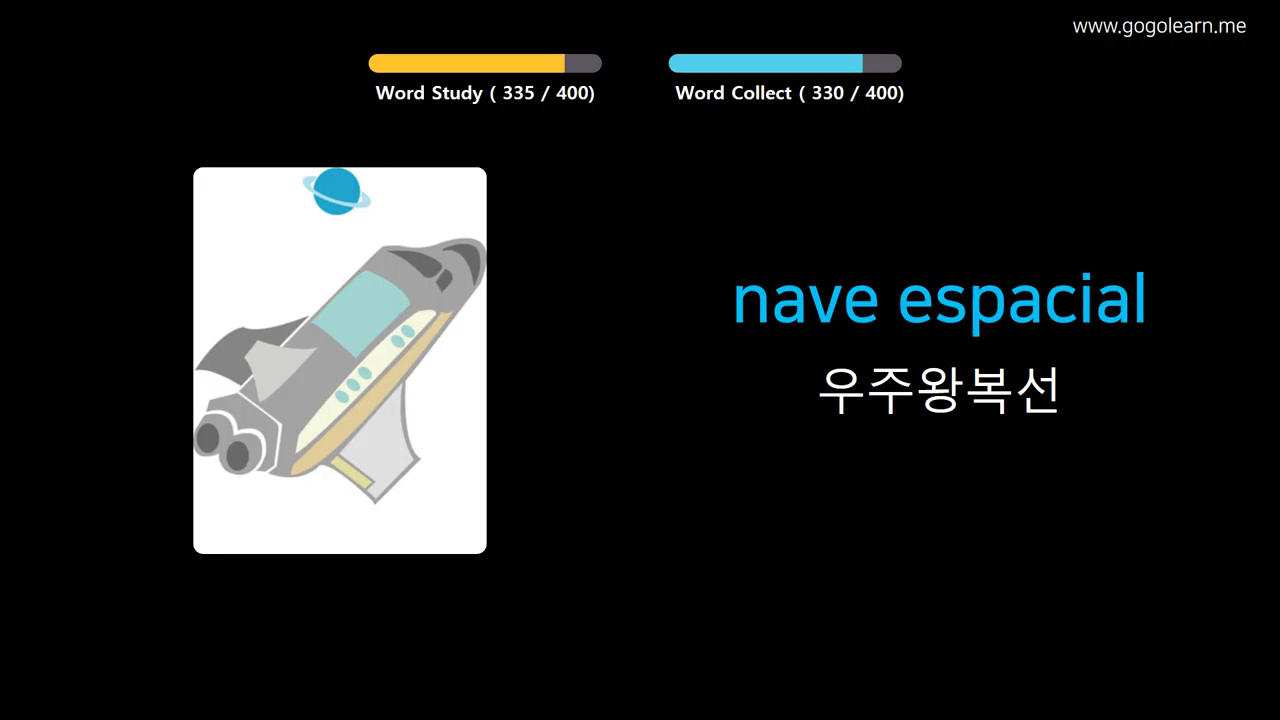 www.gogolearn.me
Word Study ( 335 / 400)
Word Collect ( 330 / 400)
nave espacial
우주왕복선